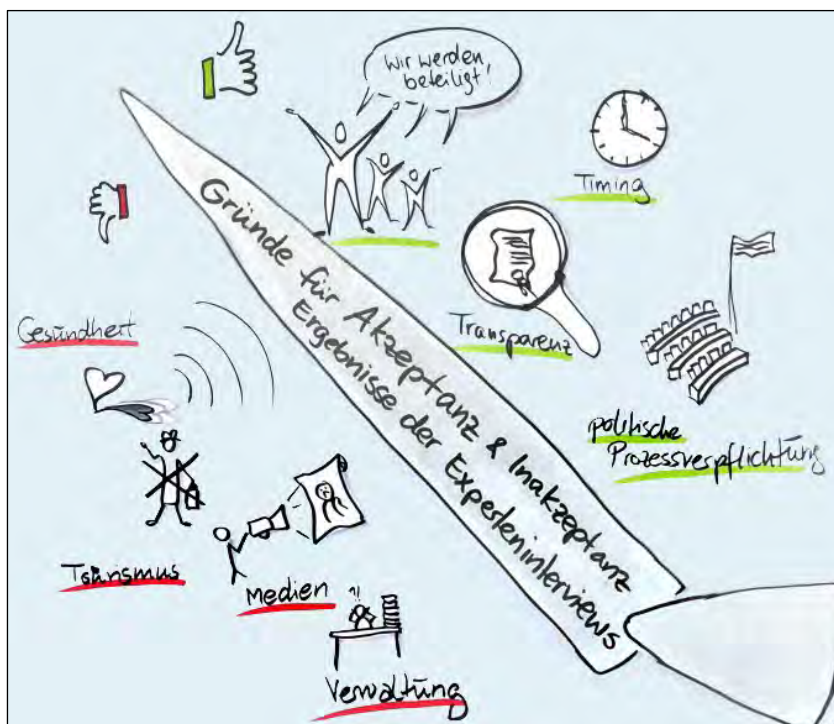 Wir werden
beteiligt!
Timing
Gründe für Akzeptanz & Inakzeptanz
Ergebnisse der Experteninterviews
Transparenz
politische
Prozessverpflichtung
Gesundheit
Tourismus
Medien
?!
Verwaltung